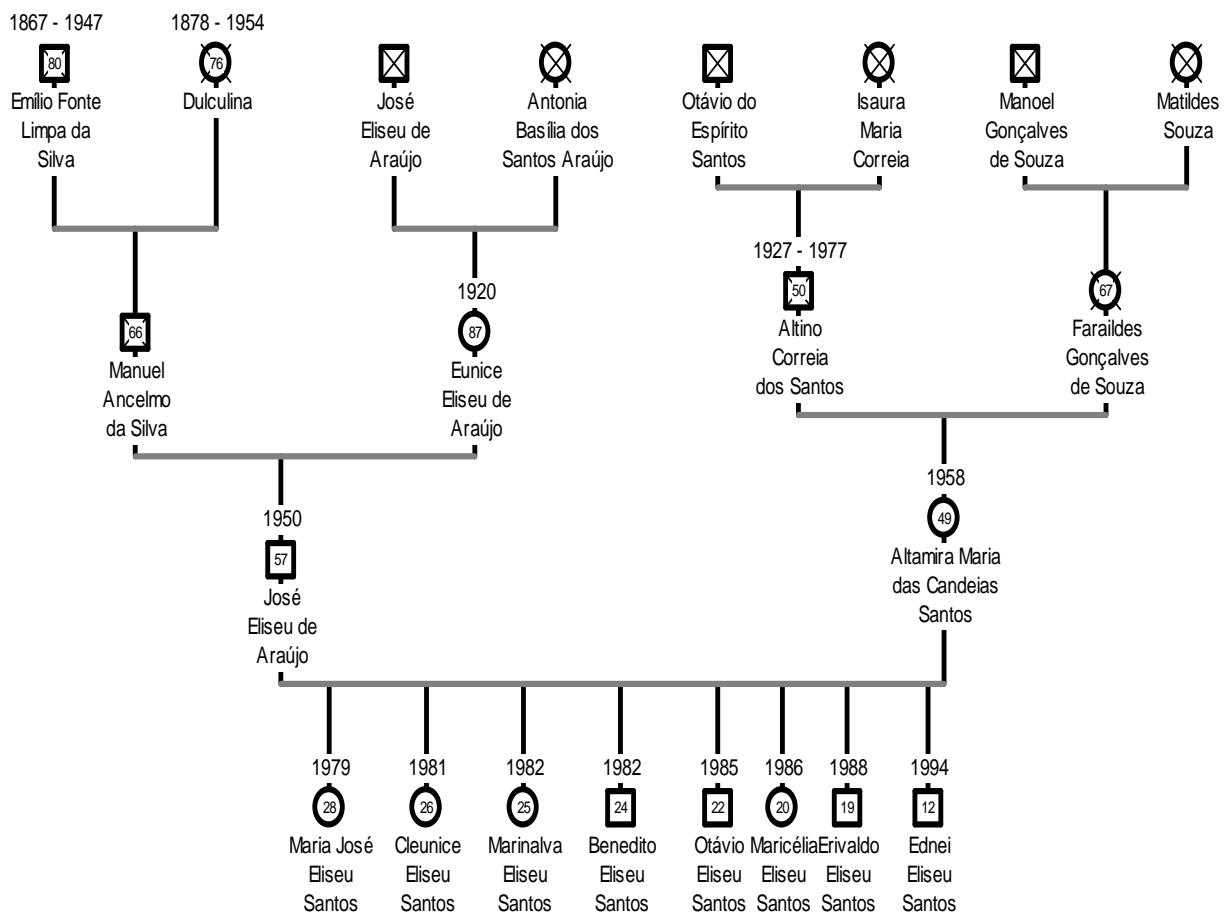 1867 - 1947
80
Emílio Fonte
Limpa da
Silva
1878 - 1954
76
Dulculina
José
Eliseu de
Araújo
Antonia
Basília dos
Santos Araújo
Otávio do
Espírito
Santos
Isaura
Maria
Correia
Manoel
Gonçalves
de Souza
Matildes
Souza
66
Manuel
Ancelmo
da Silva
1920
87
Eunice
Eliseu de
Araújo
1927 - 1977
50
Altino
Correia
dos Santos
67
Faraildes
Gonçalves
de Souza
1950
57
José
Eliseu de
Araújo
1958
49
Altamira Maria
das Candeias
Santos
1979
28
Maria José
Eliseu
Santos
1981
26
Cleunice
Eliseu
Santos
1982
25
Marinalva
Eliseu
Santos
1982
24
Benedito
Eliseu
Santos
1985
22
Otávio
Eliseu
Santos
1986
20
Maricélia
Eliseu
Santos
1988
19
Erivaldo
Eliseu
Santos
1994
12
Ednei
Eliseu
Santos